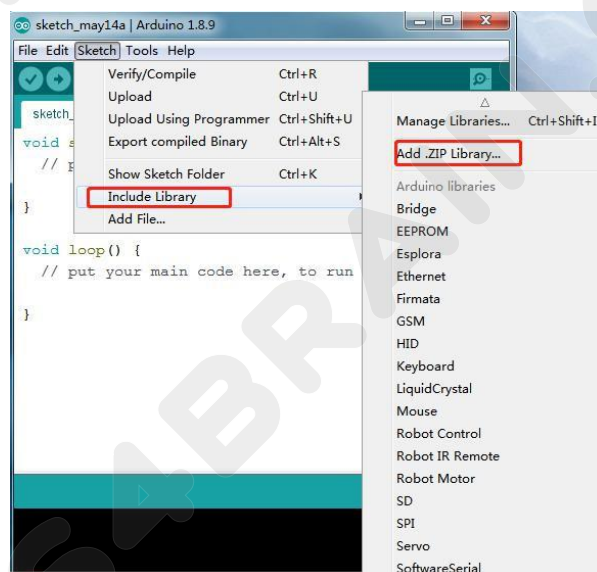 sketch_may14a | Arduino 1.8.9
File Edit Sketch Tools Help
Verify/Compile Ctrl+R
Upload Ctrl+U
Upload Using Programmer Ctrl+Shift+U
Export compiled Binary Ctrl+Alt+S
Show Sketch Folder Ctrl+K
Include Library
Add File...
sketch_
void
//
}
void loop() {
// put your main code here, to run
}
Manage Libraries... Ctrl+Shift+I
Add .ZIP Library...
Arduino libraries
Bridge
EEPROM
Esplora
Ethernet
Firmata
GSM
HID
Keyboard
LiquidCrystal
Mouse
Robot Control
Robot IR Remote
Robot Motor
SD
SPI
Servo
SoftwareSerial